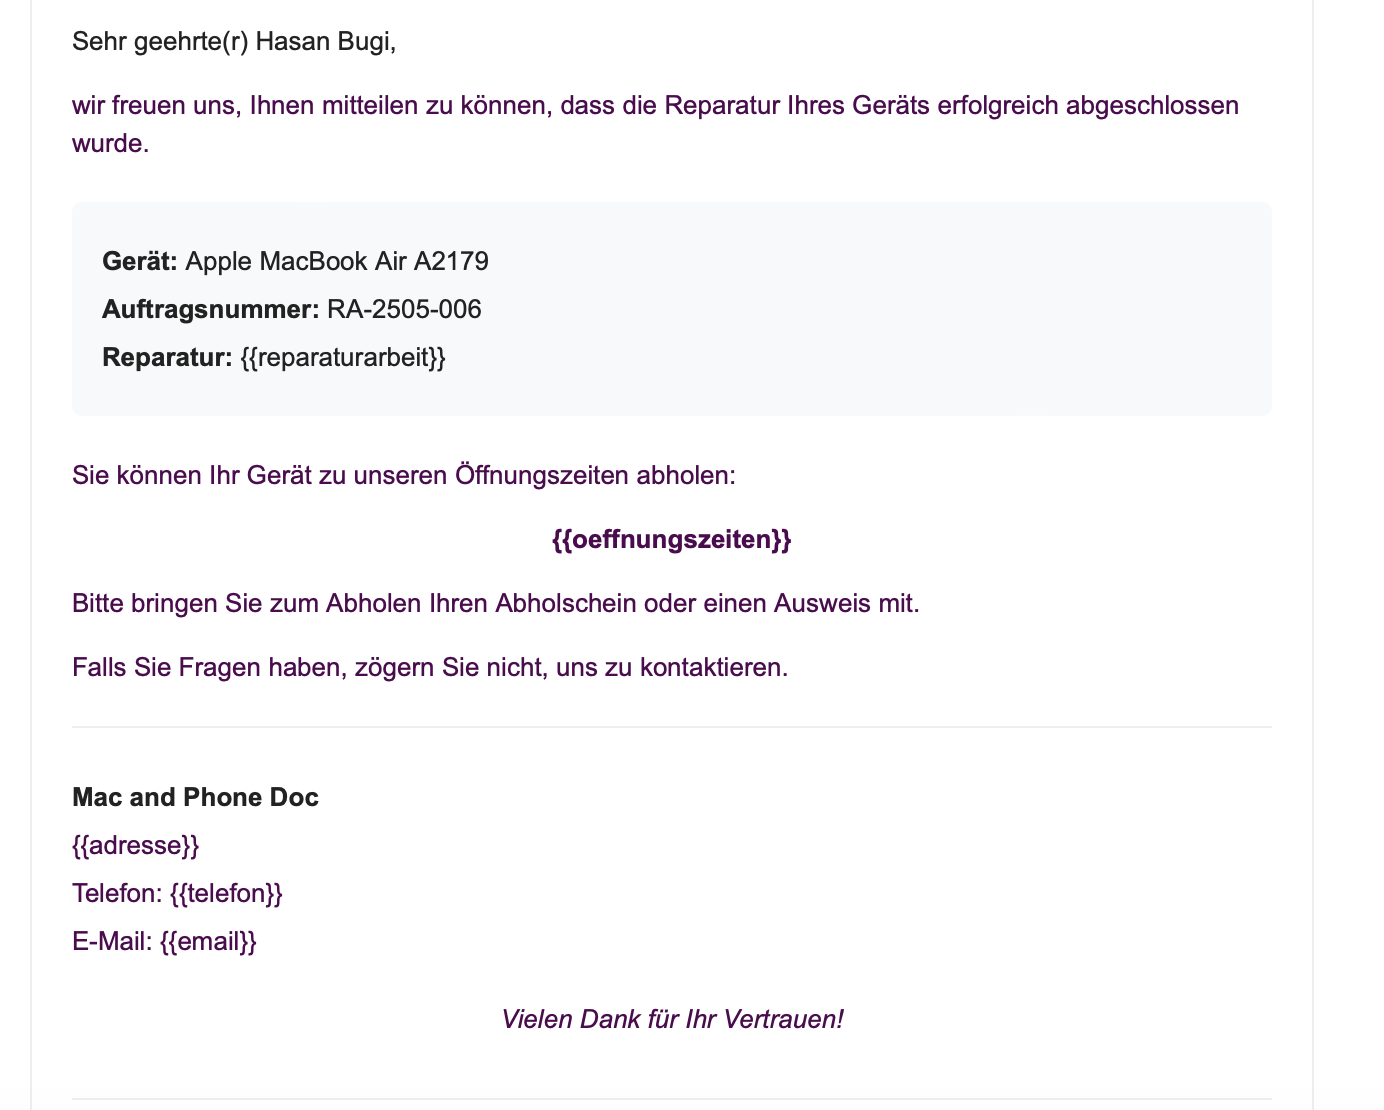 Sehr geehrte(r) Hasan Bugi,
wir freuen uns, Ihnen mitteilen zu können, dass die Reparatur Ihres Geräts erfolgreich abgeschlossen
wurde.
Gerät: Apple MacBook Air A2179
Auftragsnummer: RA-2505-006
Reparatur: {{reparaturarbeit}}
Sie können Ihr Gerät zu unseren Öffnungszeiten abholen:
{{oeffnungszeiten}}
Bitte bringen Sie zum Abholen Ihren Abholschein oder einen Ausweis mit.
Falls Sie Fragen haben, zögern Sie nicht, uns zu kontaktieren.
Mac and Phone Doc
{{adresse}}
Telefon: {{telefon}}
E-Mail: {{email}}
Vielen Dank für Ihr Vertrauen!